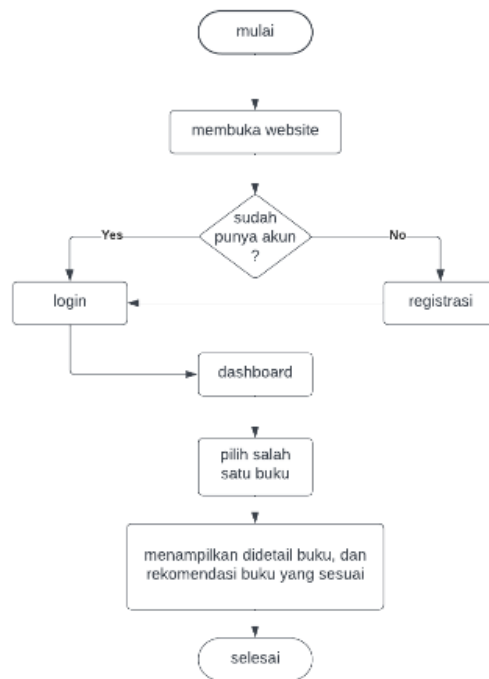 mulai
membuka website
sudah
punya akun
?
Yes
No
login
registrasi
dashboard
pilih salah
satu buku
menampilkan didetail buku, dan
rekomendasi buku yang sesuai
selesai